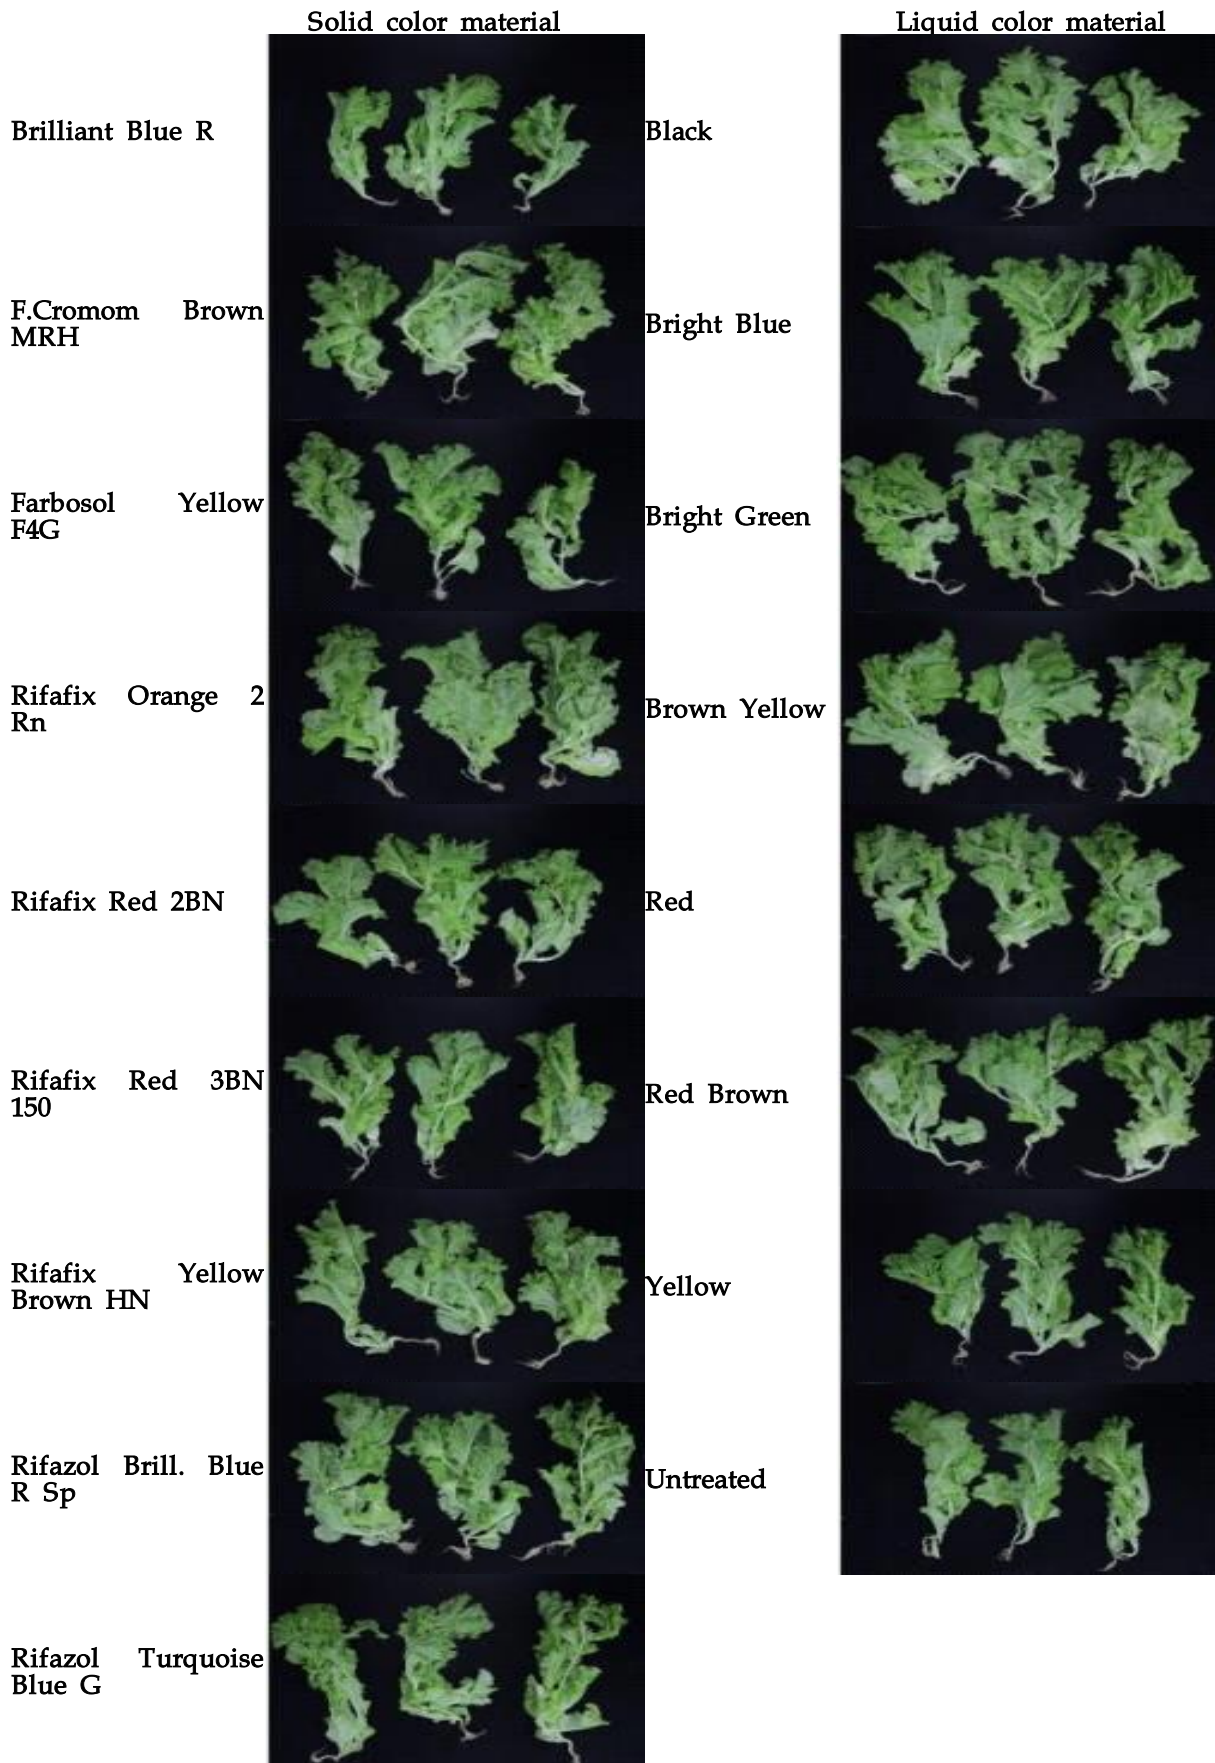 Solid color material
Liquid color material
Brilliant Blue R
Black
F.Cromom Brown
MRH
Bright Blue
Farbosol Yellow
F4G
Bright Green
Rifafix Orange 2
Rn
Brown Yellow
Rifafix Red 2BN
Red
Rifafix Red 3BN
150
Red Brown
Rifafix Yellow
Brown HN
Yellow
Rifazol Brill. Blue
R Sp
Untreated
Rifazol Turquoise
Blue G